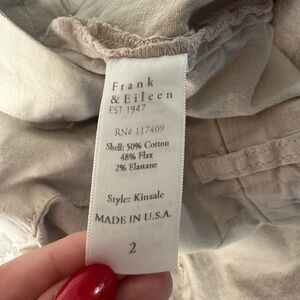 Frank
& Eileen
EST 1947
RN# 117409
Shell: 50% Cotton
48% Flax
2% Elastane
Style: Kinsale
MADE IN U.S.A.
2